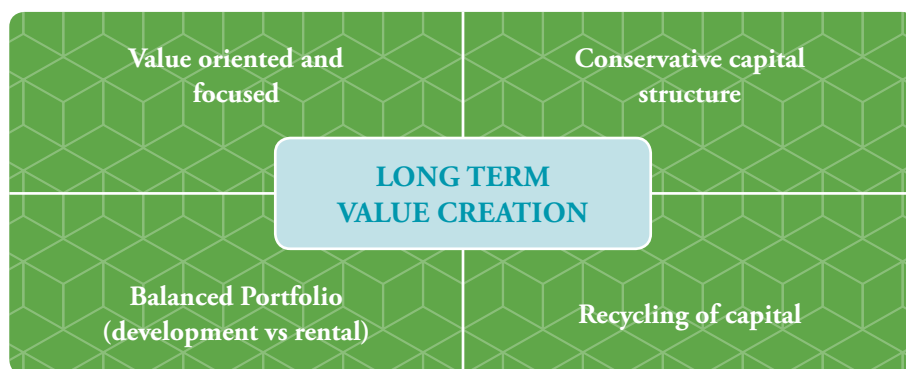 Value oriented and
focused
Conservative capital
structure
LONG TERM
VALUE CREATION
Balanced Portfolio
(development vs rental)
Recycling of capital